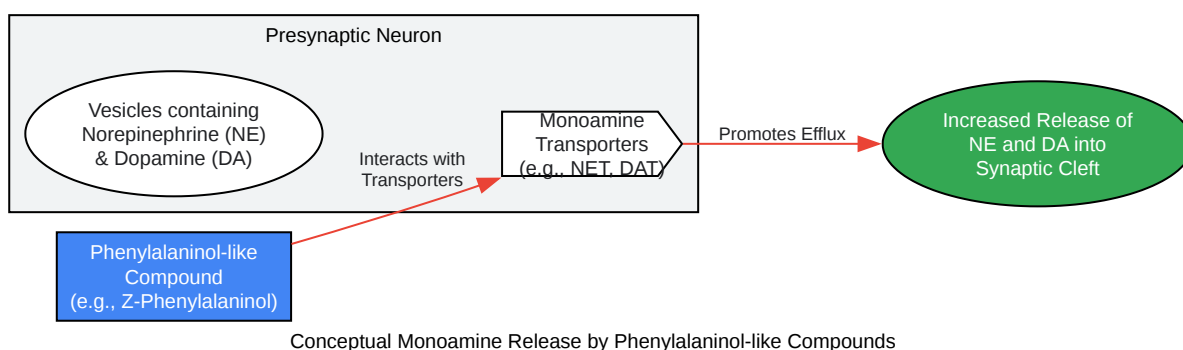 Presynaptic Neuron
Vesicles containing
Norepinephrine (NE)
& Dopamine (DA)
Monoamine
Transporters
(e.g., NET, DAT)
Interacts with
Transporters
Promotes Efflux
Increased Release of
NE and DA into
Synaptic Cleft
Phenylalaninol-like
Compound
(e.g., Z-Phenylalaninol)
Conceptual Monoamine Release by Phenylalaninol-like Compounds